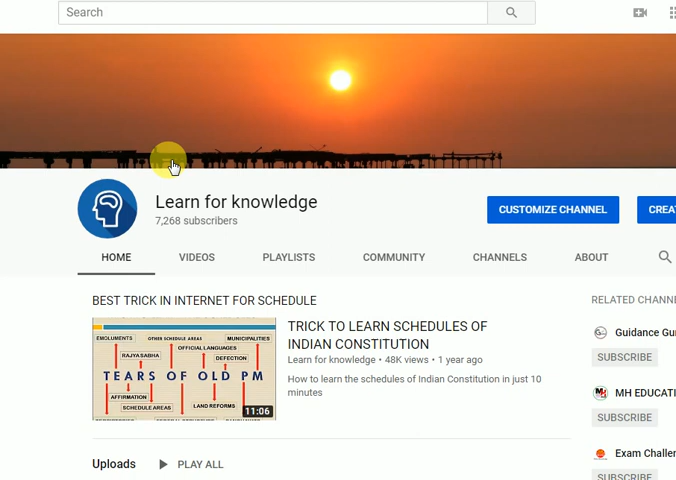 Search
Learn for knowledge
7,268 subscribers
CUSTOMIZE CHANNEL
HOME
VIDEOS
PLAYLISTS
COMMUNITY
CHANNELS
ABOUT
BEST TRICK IN INTERNET FOR SCHEDULE
EMOLUMENTS
OTHER SCHEDULE AREAS
MUNICIPALITIES
OFFICIAL LANGUAGES
RAJYASABHA
DEFECTION
TEARS OF OLD PM
AFFIRMATION
SCHEDULE AREAS
LAND REFORMS
11:06
TRICK TO LEARN SCHEDULES OF
INDIAN CONSTITUTION
Learn for knowledge • 48K views • 1 year ago
How to learn the schedules of Indian Constitution in just 10
minutes
RELATED CHANN
Guidance Gu
SUBSCRIBE
MH EDUCATI
SUBSCRIBE
Exam Challe
SUBSCRIBE
Uploads
PLAY ALL